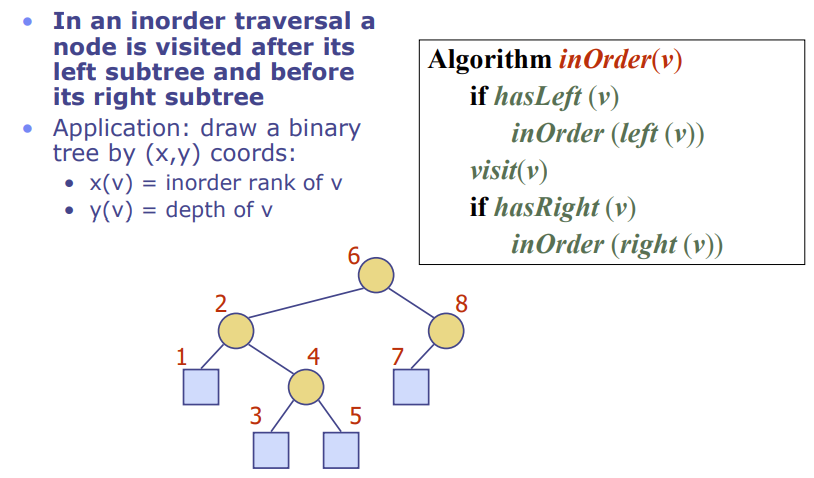 • In an inorder traversal a
node is visited after its
left subtree and before
its right subtree
• Application: draw a binary
tree by (x,y) coords:
• x(v) = inorder rank of v
• y(v) = depth of v
Algorithm inOrder(v)
if hasLeft (v)
inOrder (left (v))
visit(v)
if hasRight (v)
inOrder (right (v))
6
2
8
1
4
7
3
5